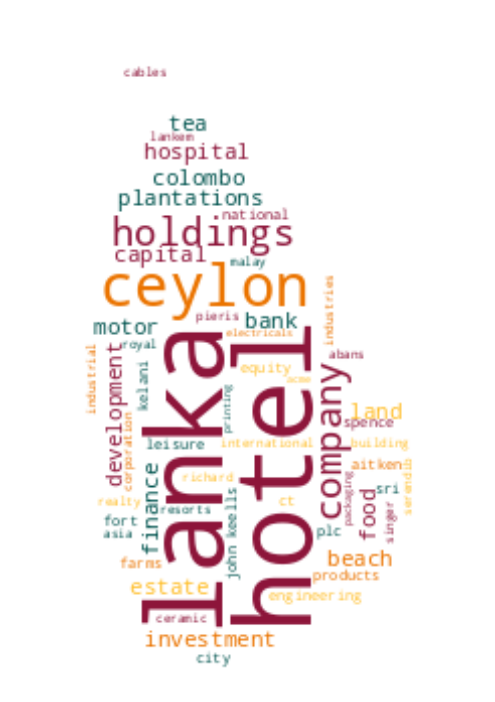 cables
tea
lankem
hospital
colombo
plantations
national
holdings
capital
malay
ceylon
industries
pieris
bank
motor
electricals
royal
abans
industrial
development
kelani
lanka
hotel
equity
acme
company
printing
land
corporation
spence
leisure
international
building
finance
richard
aitken
serendib
packaging
realty
resorts
john keells
ct
food
sri
singer
fort
asia
plc
farms
beach
products
estate
engineering
ceramic
investment
city